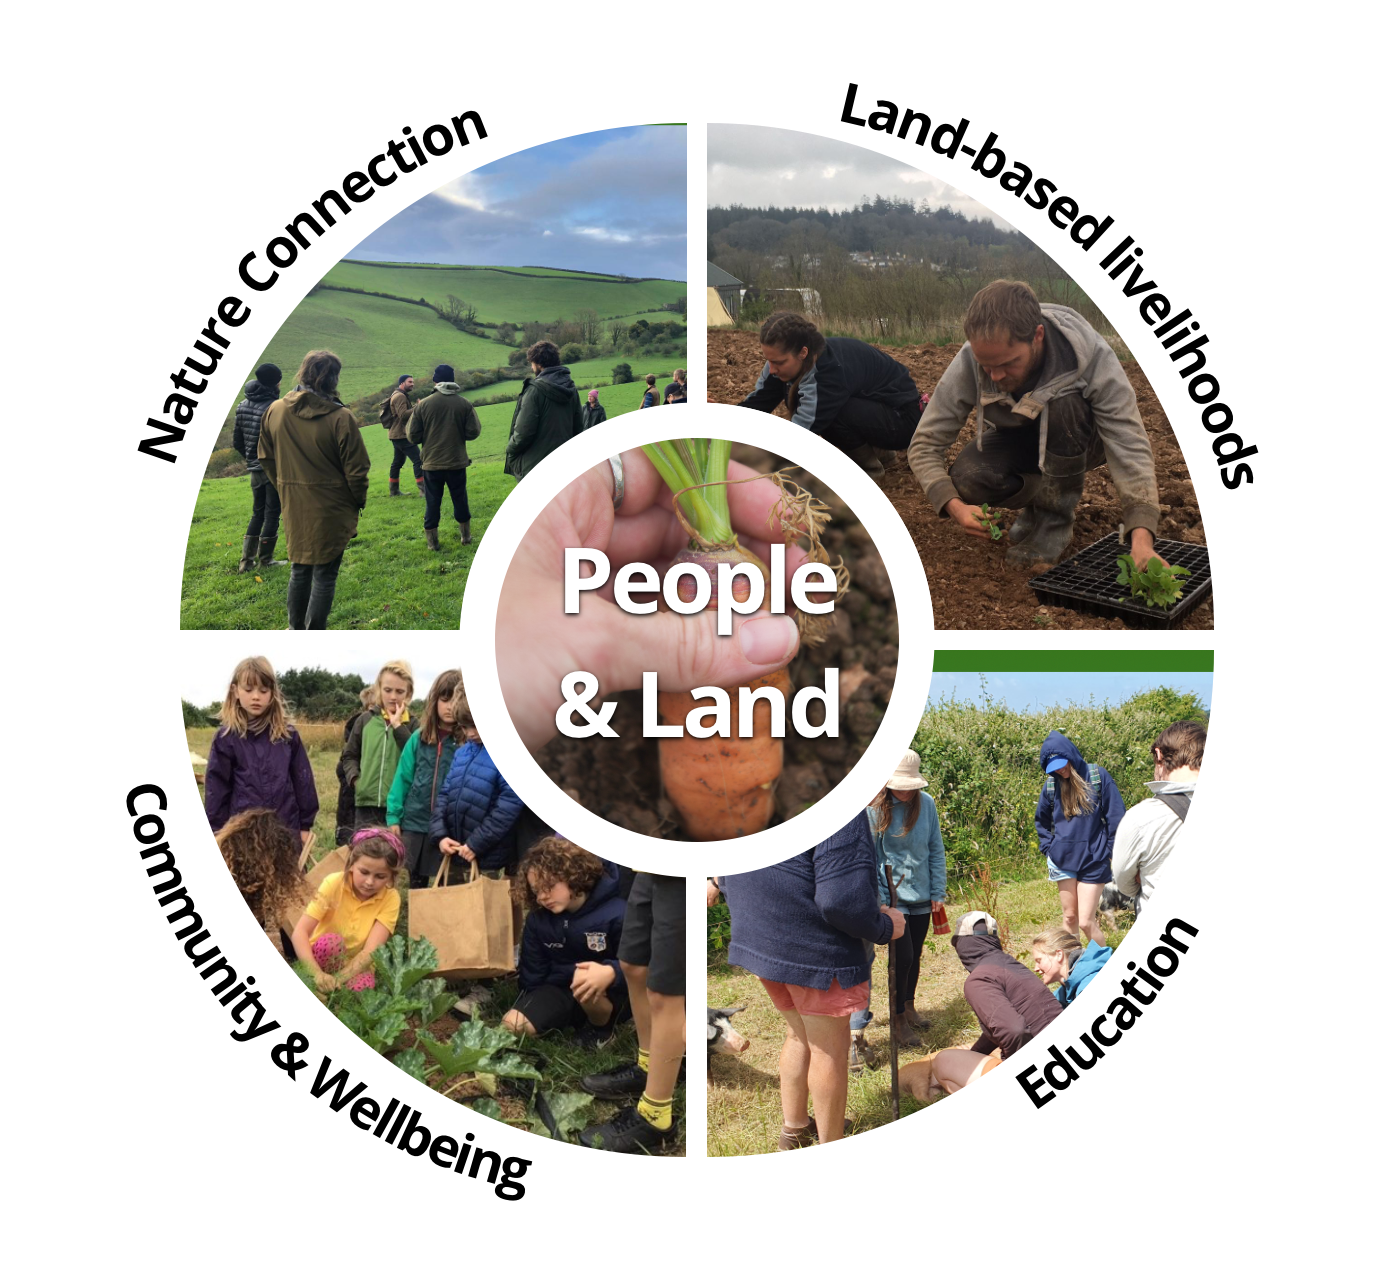 Nature Connection
Land-based livelihoods
People
& Land
Community & Wellbeing
Education